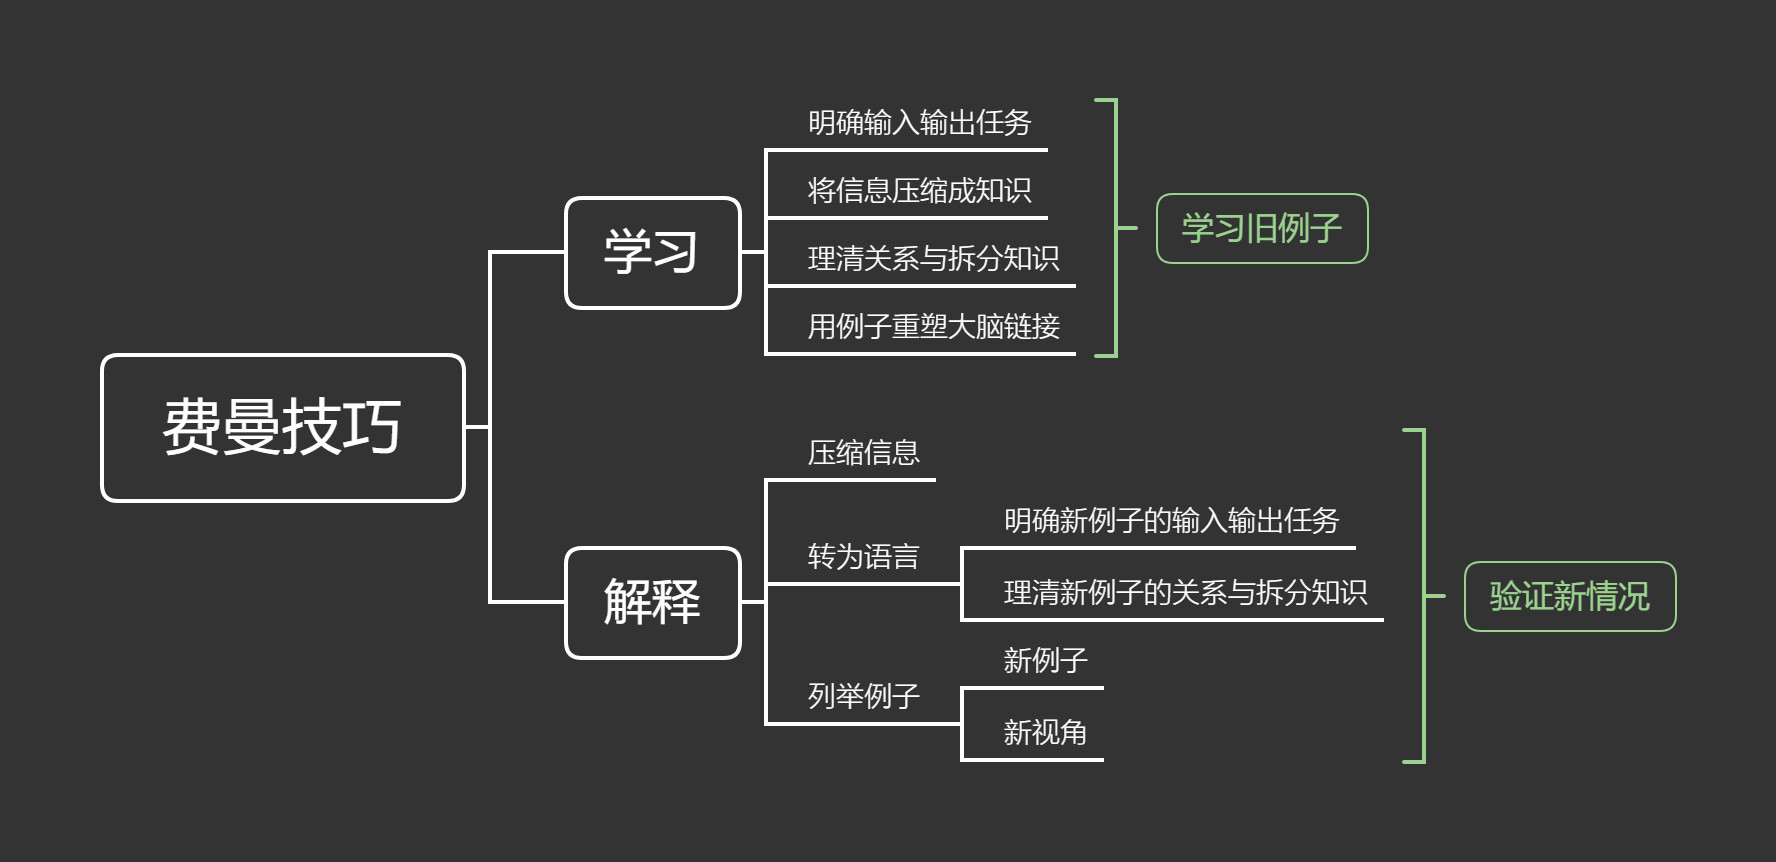 费曼技巧
学习
明确输入输出任务
将信息压缩成知识
理清关系与拆分知识
用例子重塑大脑链接
学习旧例子
解释
压缩信息
转为语言
明确新例子的输入输出任务
理清新例子的关系与拆分知识
列举例子
新例子
新视角
验证新情况